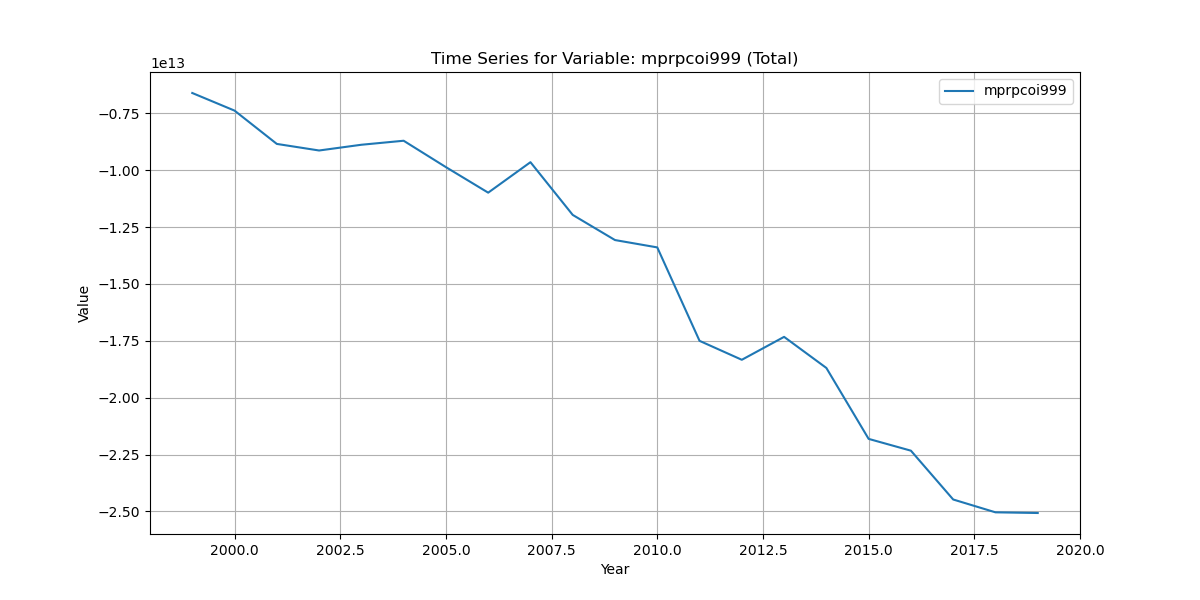 Time Series for Variable: mprpcoi999 (Total)
1e13
mprpcoi999
−0.75
−1.00
−1.25
−1.50
−1.75
−2.00
−2.25
−2.50
Value
2000.0 2002.5 2005.0 2007.5 2010.0 2012.5 2015.0 2017.5 2020.0
Year